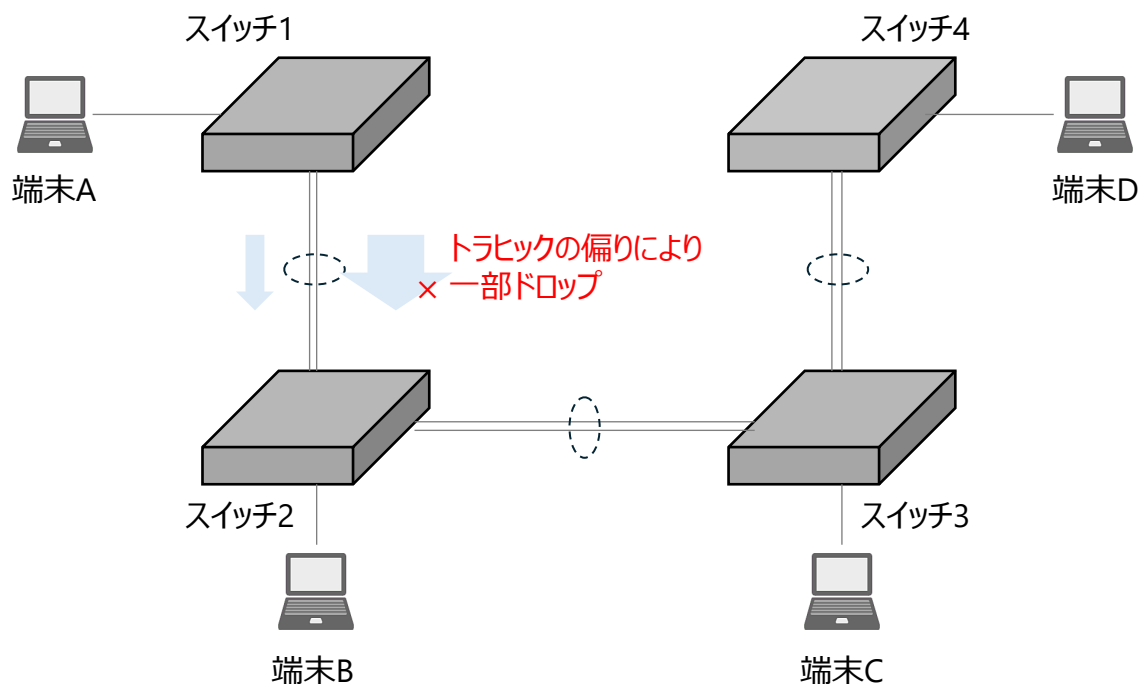 スイッチ1
スイッチ4
端末A
端末D
トラヒックの偏りにより
× 一部ドロップ
スイッチ2
スイッチ3
端末B
端末C